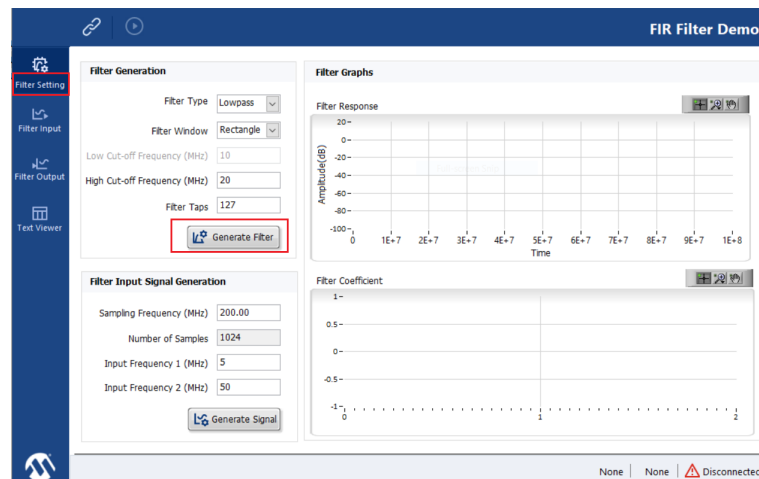 FIR Filter Demo
Filter Setting
Filter Input
Filter Output
Text Viewer
Filter Generation
Filter Type Lowpass
Filter Window Rectangle
Low Cut-off Frequency (MHz) 10
High Cut-off Frequency (MHz) 20
Filter Taps 127
Generate Filter
Filter Input Signal Generation
Sampling Frequency (MHz) 200.00
Number of Samples 1024
Input Frequency 1 (MHz) 5
Input Frequency 2 (MHz) 50
Generate Signal
Filter Graphs
Filter Response
Amplitude(dB)
20
0
-20
-40
-60
-80
-100
0 1E+7 2E+7 3E+7 4E+7 5E+7 6E+7 7E+7 8E+7 9E+7 1E+8
Time
Filter Coefficient
1
0.5
0
-0.5
-1
0 1 2
None None Disconnected